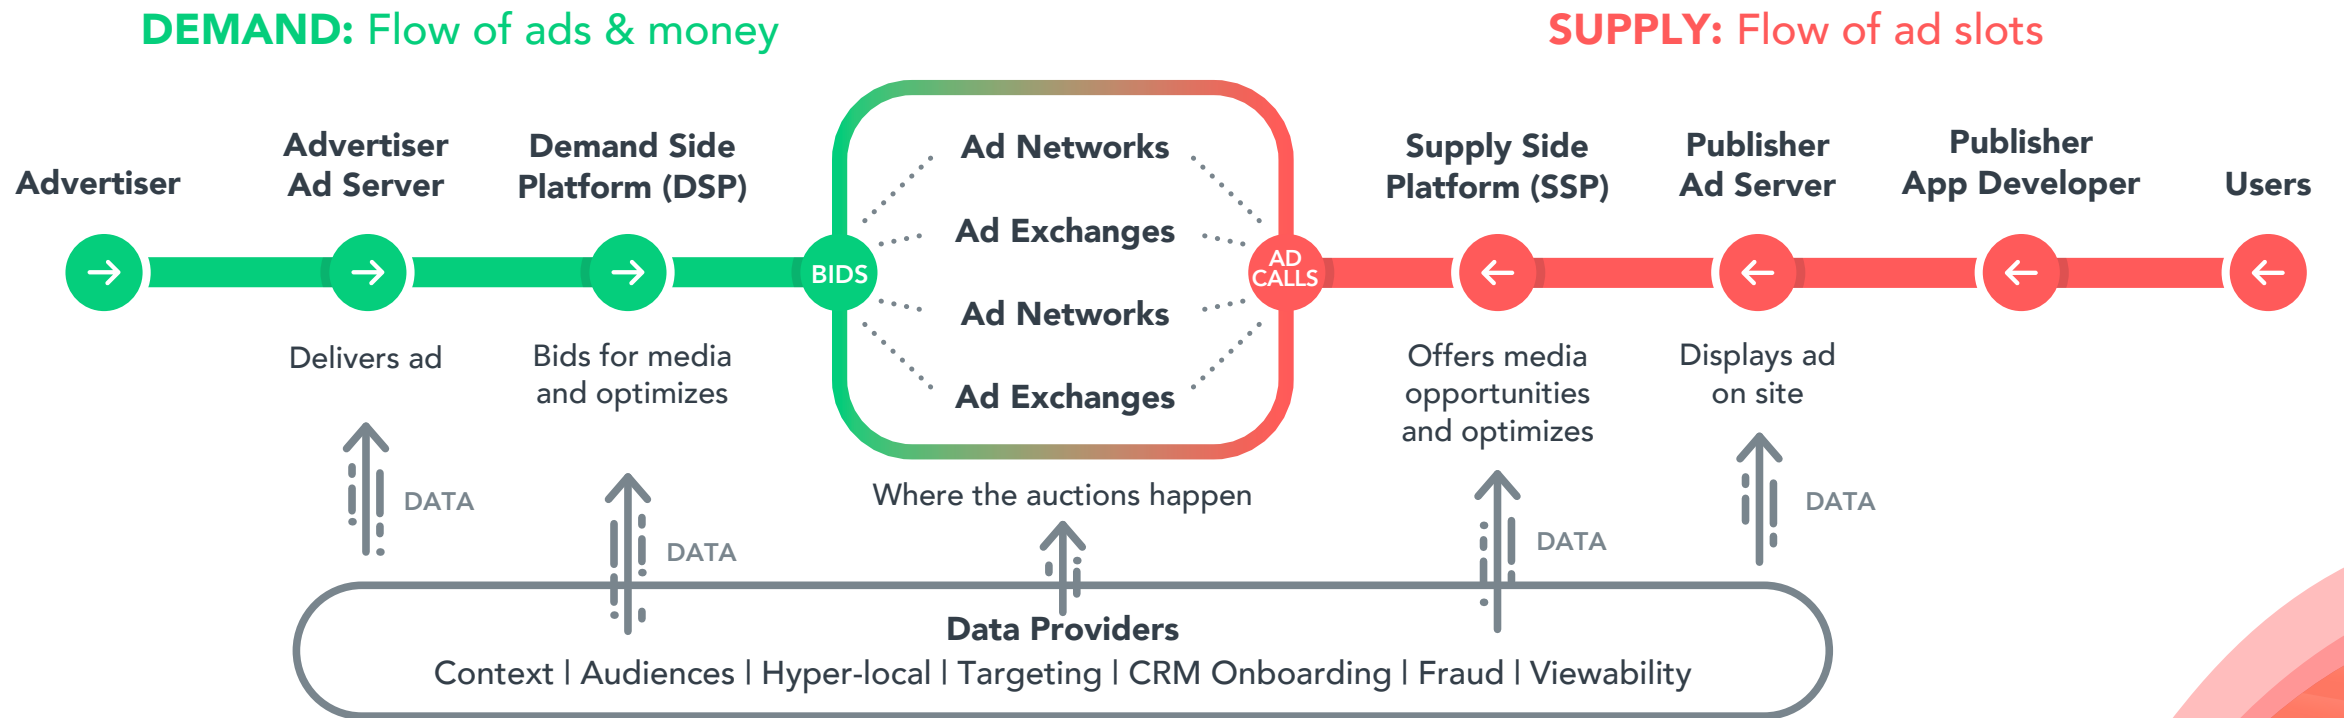 DEMAND: Flow of ads & money
SUPPLY: Flow of ad slots
Advertiser
Advertiser
Ad Server
Demand Side
Platform (DSP)
Ad Networks
Ad Exchanges
Ad Networks
Ad Exchanges
Supply Side
Platform (SSP)
Publisher
Ad Server
Publisher
App Developer
Users
BIDS
AD
CALLS
Delivers ad
Bids for media
and optimizes
Where the auctions happen
Offers media
opportunities
and optimizes
Displays ad
on site
DATA
DATA
DATA
DATA
Data Providers
Context | Audiences | Hyper-local | Targeting | CRM Onboarding | Fraud | Viewability